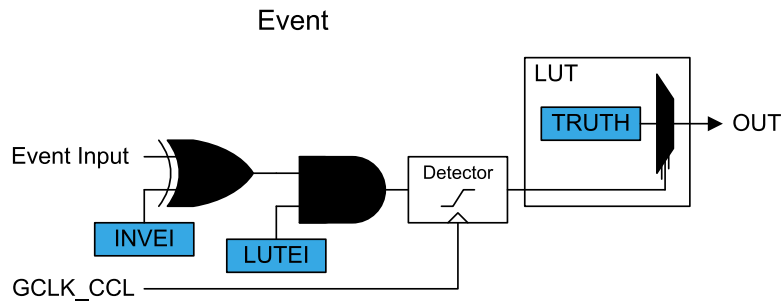 Event
LUT
TRUTH
OUT
Event Input
Detector
INVEI
LUTEI
GCLK_CCL